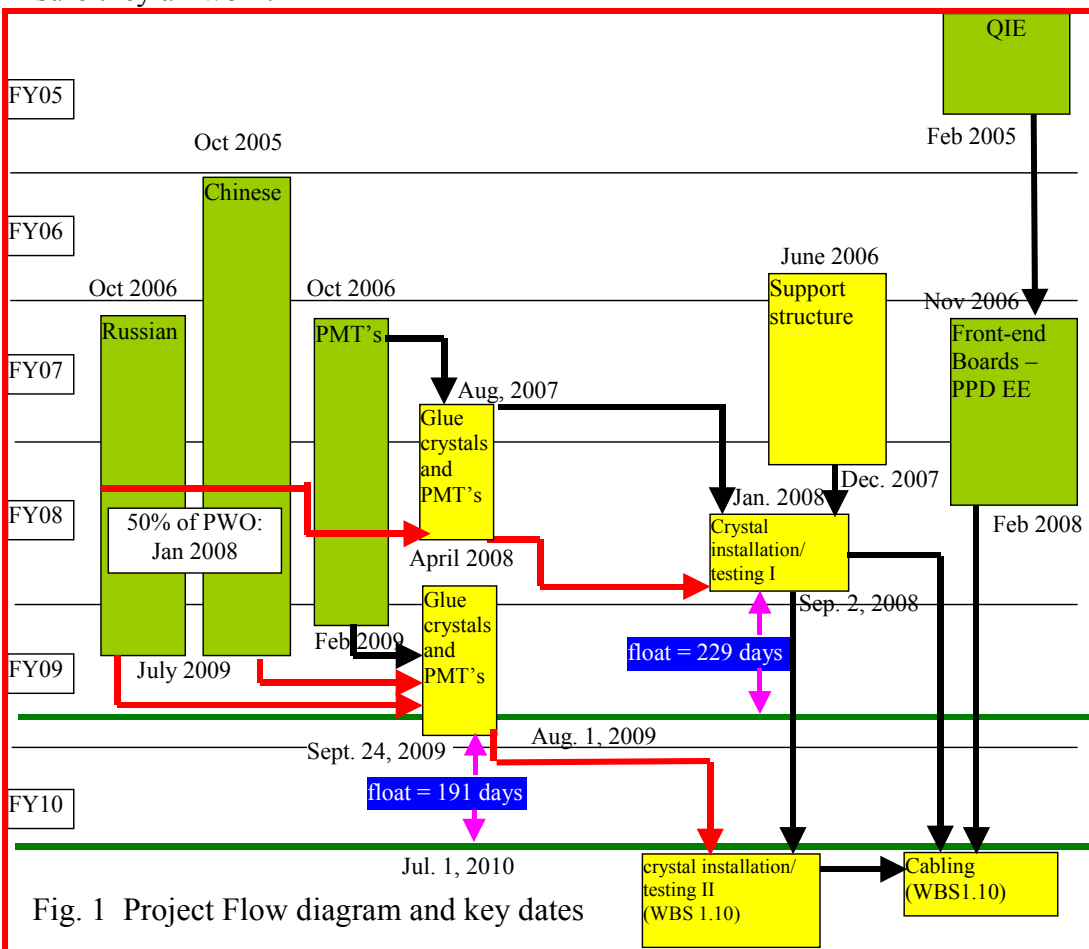 QIE
FY05
Feb 2005
Oct 2005
Chinese
FY06
June 2006
Oct 2006
Oct 2006
Support
structure
Nov 2006
Russian
PMT's
Front-end
Boards –
PPD EE
FY07
Aug, 2007
Glue
crystals
and
PMT's
Dec. 2007
Jan. 2008
FY08
50% of PWO:
Jan 2008
Feb 2008
Crystal
installation/
testing I
April 2008
Glue
crystals
and
PMT's
Sep. 2, 2008
Feb 2009
float = 229 days
FY09
July 2009
Aug. 1, 2009
Sept. 24, 2009
float = 191 days
FY10
Jul. 1, 2010
crystal installation/
testing II
(WBS 1.10)
Cabling
(WBS1.10)
Fig. 1 Project Flow diagram and key dates